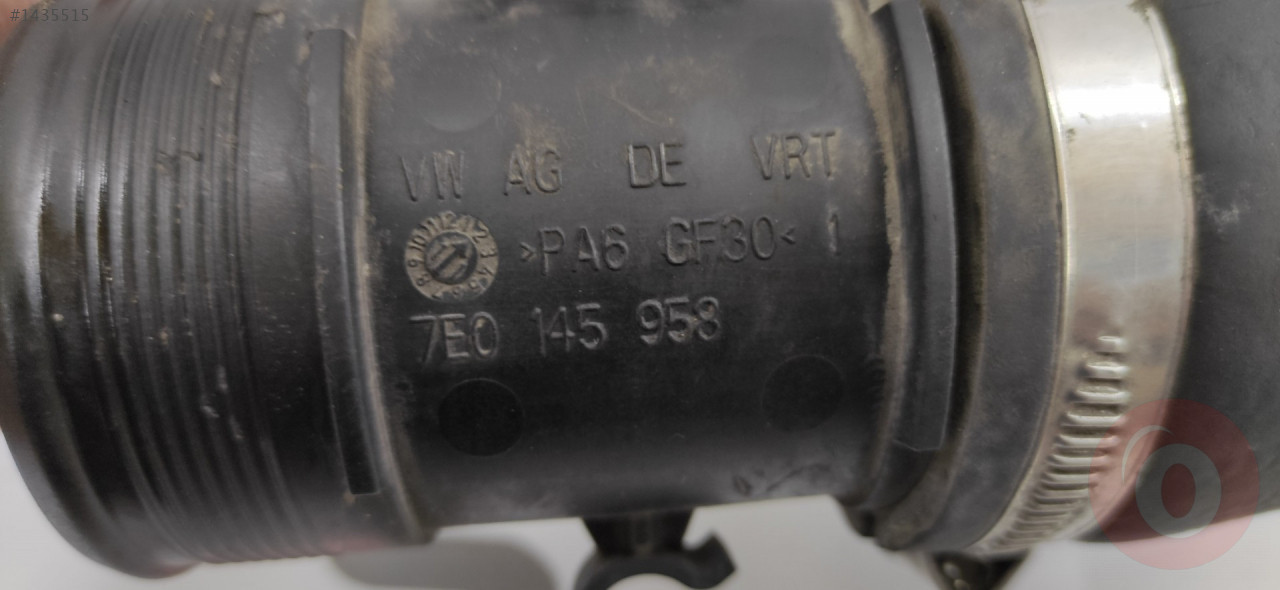 #1435515
VW AG DE VRT
>PA6 GF30< 1
7E0 145 958
O